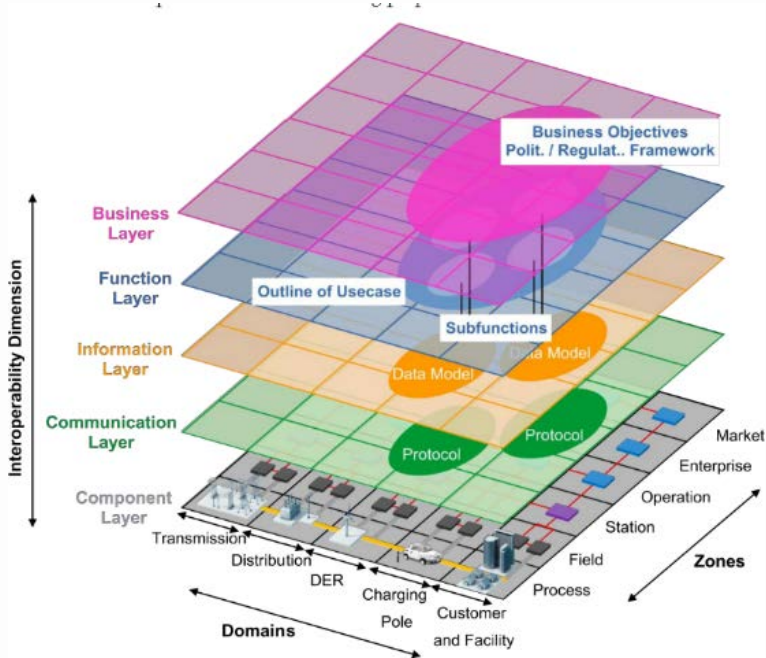 Business Objectives
Polit. / Regulat.. Framework
Business
Layer
Function
Layer
Outline of Usecase
Subfunctions
Interoperability Dimension
Information
Layer
Data Model
Data Model
Communication
Layer
Protocol
Protocol
Component
Layer
Market
Enterprise
Operation
Station
Field
Process
Zones
Transmission
Distribution
DER
Charging
Pole
Customer
and Facility
Domains